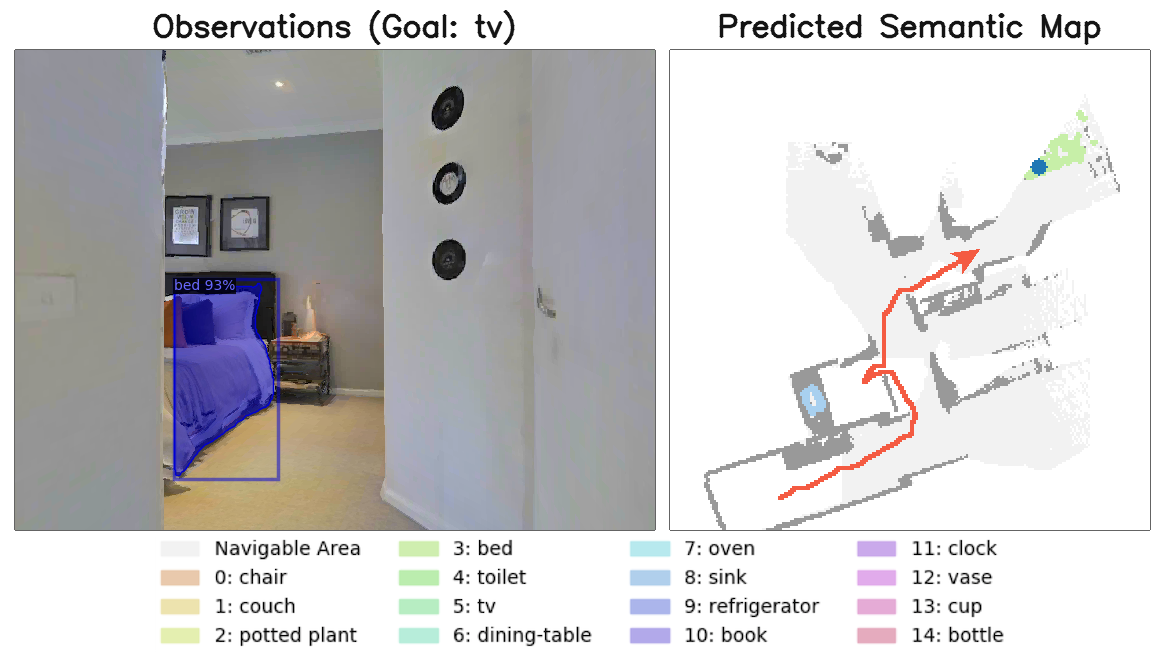 Observations (Goal: tv)
Predicted Semantic Map
bed 93%
Navigable Area
0: chair
1: couch
2: potted plant
3: bed
4: toilet
5: tv
6: dining-table
7: oven
8: sink
9: refrigerator
10: book
11: clock
12: vase
13: cup
14: bottle